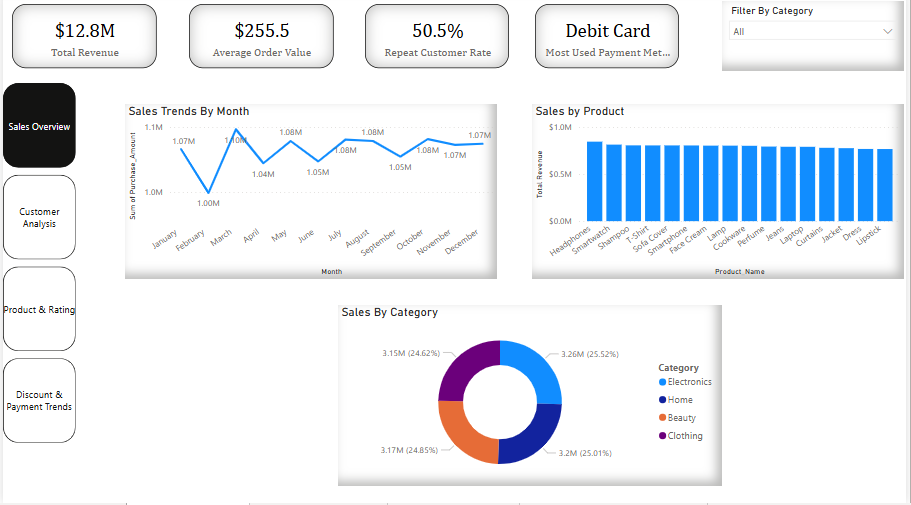 $12.8M
Total Revenue
$255.5
Average Order Value
50.5%
Repeat Customer Rate
Debit Card
Most Used Payment Met...
Filter By Category
All
Sales Overview
Customer
Analysis
Product & Rating
Discount &
Payment Trends
Sales Trends By Month
Sum of Purchase_Amount
1.1M
1.0M
1.07M
1.00M
1.10M
1.04M
1.08M
1.05M
1.08M
1.08M
1.05M
1.08M
1.07M
1.07M
January
February
March
April
May
June
July
August
September
October
November
December
Month
Sales by Product
Total Revenue
$1.0M
$0.5M
$0.0M
Headphones
Smartwatch
Shampoo
T-Shirt
Sofa Cover
Smartphone
Face Cream
Lamp
Cookware
Perfume
Jeans
Laptop
Curtains
Jacket
Dress
Lipstick
Product_Name
Sales By Category
3.15M (24.62%)
3.26M (25.52%)
3.17M (24.85%)
3.2M (25.01%)
Category
Electronics
Home
Beauty
Clothing